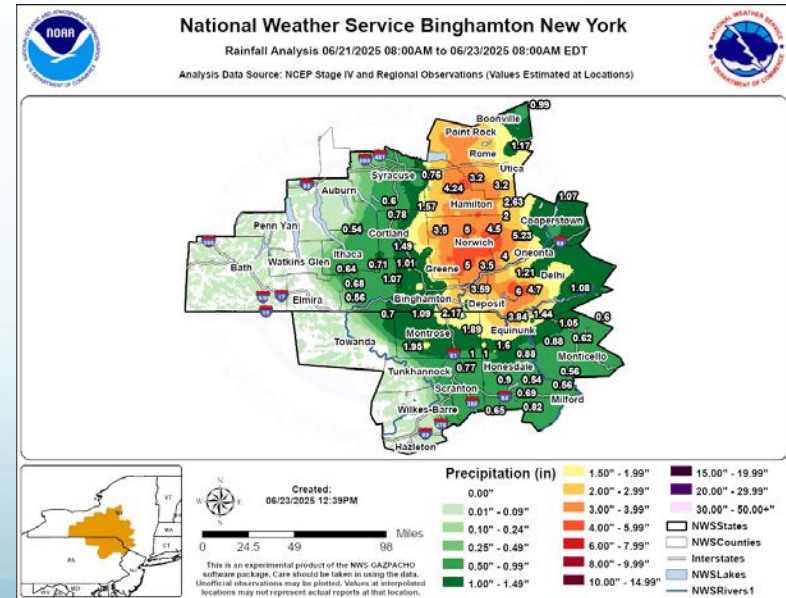 National Weather Service Binghamton New York
Rainfall Analysis 06/21/2025 08:00AM to 06/23/2025 08:00AM EDT
Analysis Data Source: NCEP Stage IV and Regional Observations (Values Estimated at Locations)
NOAA
0.99
Boonville
Point Rock
Rome
1.17
Utica
Syracuse
0.76
3.2
4.24
3.2
Auburn
0.6
1.57
Hamilton
2.63
1.07
0.78
2
Cooperstown
Penn Yan
0.54
Cortland
3.5
5
4.5
5.23
1.49
Norwich
Oneonta
Bath
Watkins Glen
Ithaca
0.71
1.01
4
0.64
Greene
5
3.5
1.21
Delhi
0.68
1.07
3.59
6
4.7
1.08
Elmira
0.56
Binghamton
Deposit
0.7
1.09
2.17
3.84
1.44
0.6
1.89
Equinunk
1.05
Towanda
Montrose
1.95
1.6
0.88
0.62
1
1
0.88
Monticello
Tunkhannock
0.77
Honesdale
0.56
0.9
0.54
0.56
Scranton
0.69
Milford
Wilkes-Barre
0.65
0.82
Hazleton
NY
VT
MA
CT
PA
NJ
Created:
06/23/2025 12:39PM
Miles
0
24.5
49
98
This is an experimental product of the NWS GAZPACHO
software package. Care should be taken in using the data.
Unofficial observations may be plotted. Values at interpolated
locations may not represent actual reports at that location.
Precipitation (in)
0.00"
0.01" - 0.09"
0.10" - 0.24"
0.25" - 0.49"
0.50" - 0.99"
1.00" - 1.49"
1.50" - 1.99"
2.00" - 2.99"
3.00" - 3.99"
4.00" - 5.99"
6.00" - 7.99"
8.00" - 9.99"
10.00" - 14.99"
15.00" - 19.99"
20.00" - 29.99"
30.00" - 50.00+"
NWSStates
NWSCounties
Interstates
NWSLakes
NWSRivers1